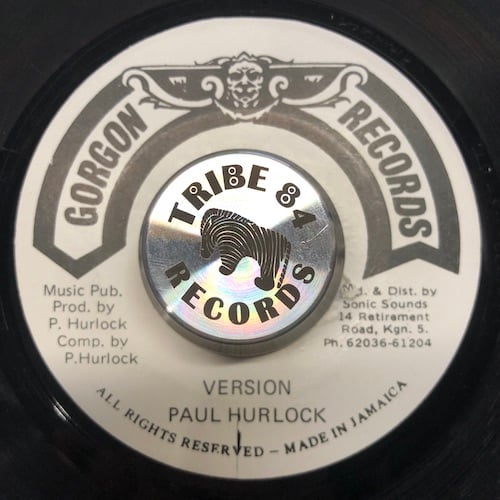 GORGON RECORDS
TRIBE 84
RECORDS
Music Pub.
Prod. by
P. Hurlock
Comp. by
P.Hurlock
& Dist. by
Sonic Sounds
14 Retirement
Road, Kgn. 5.
Ph. 62036-61204
VERSION
PAUL HURLOCK
ALL RIGHTS RESERVED – MADE IN JAMAICA